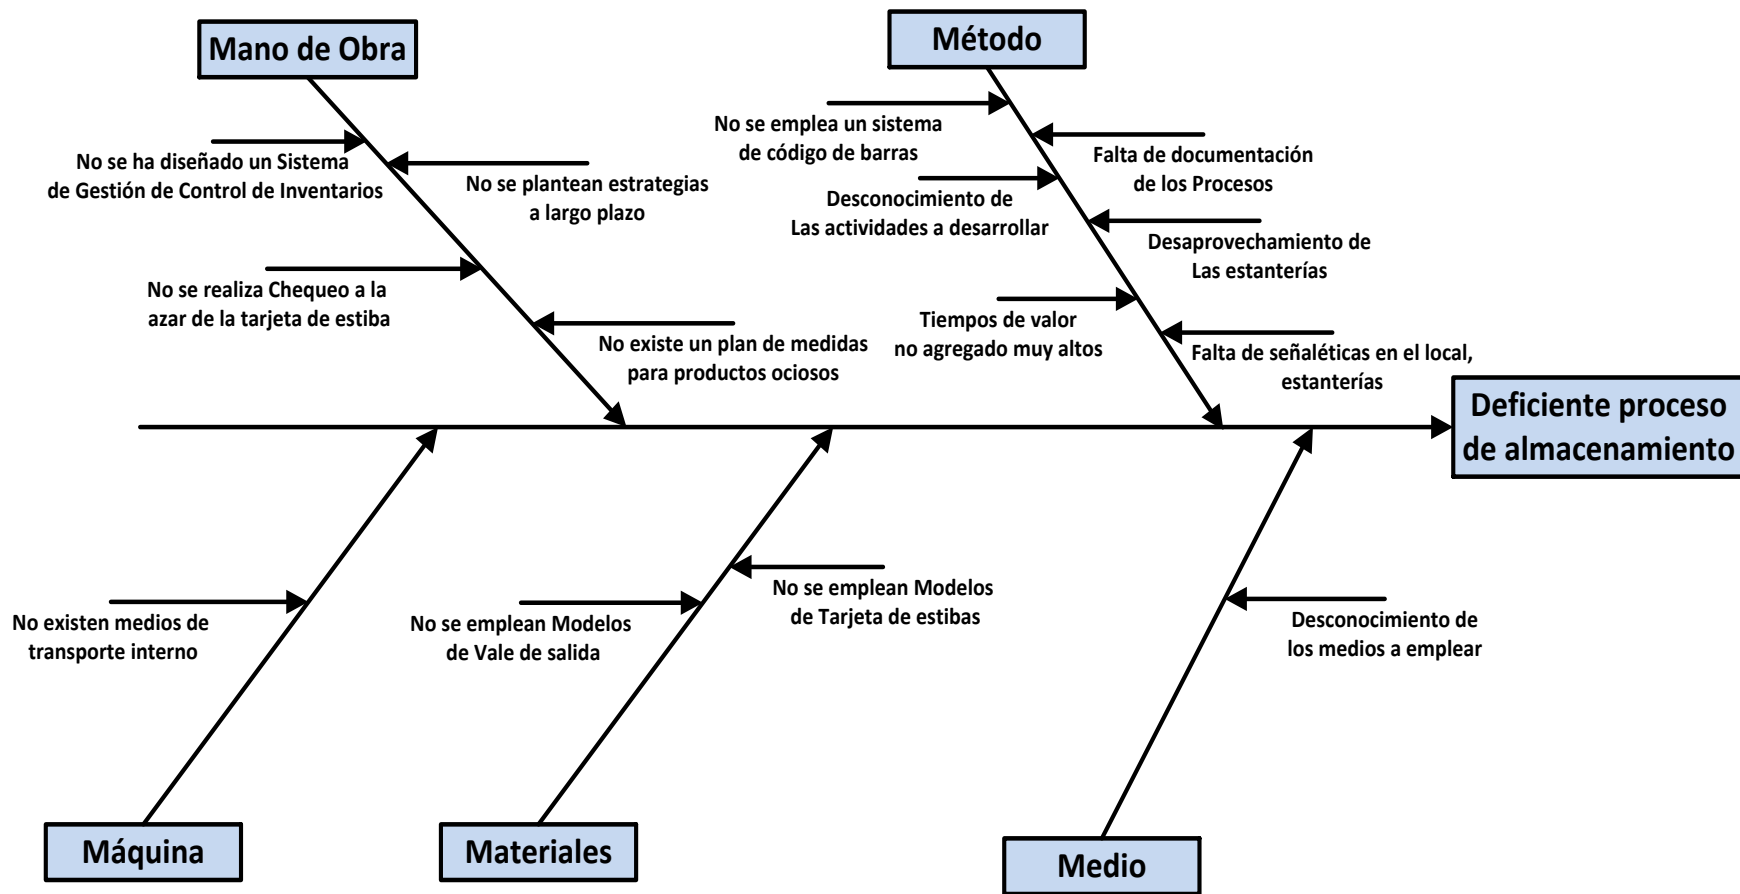 Mano de Obra
Método
No se emplea un sistema
de código de barras
Falta de documentación
de los Procesos
No se ha diseñado un Sistema
de Gestión de Control de Inventarios
No se plantean estrategias
a largo plazo
Desconocimiento de
Las actividades a desarrollar
Desaprovechamiento de
Las estanterías
No se realiza Chequeo a la
azar de la tarjeta de estiba
No existe un plan de medidas
para productos ociosos
Tiempos de valor
no agregado muy altos
Falta de señaléticas en el local,
estanterías
Deficiente proceso
de almacenamiento
No existen medios de
transporte interno
No se emplean Modelos
de Vale de salida
No se emplean Modelos
de Tarjeta de estibas
Desconocimiento de
los medios a emplear
Máquina
Materiales
Medio